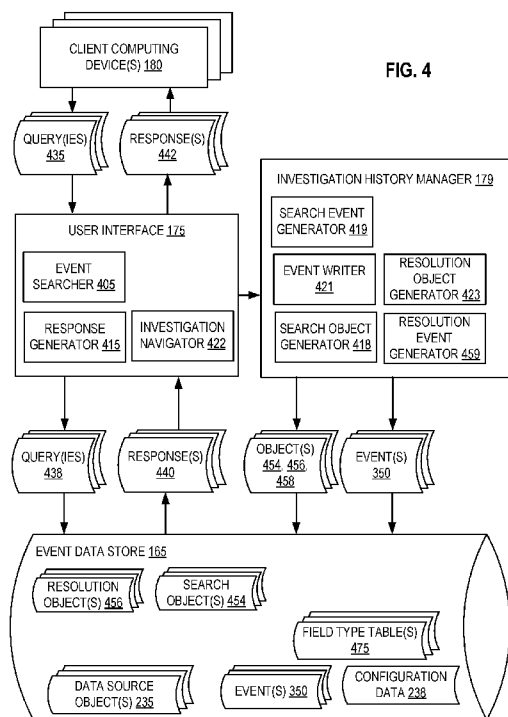 CLIENT COMPUTING
DEVICE(S) 180
FIG. 4
QUERY(IES)
435
RESPONSE(S)
442
INVESTIGATION HISTORY MANAGER 179
SEARCH EVENT
GENERATOR 419
USER INTERFACE 175
EVENT
SEARCHER 405
EVENT WRITER
421
RESOLUTION
OBJECT
GENERATOR 423
RESPONSE
GENERATOR 415
INVESTIGATION
NAVIGATOR 422
SEARCH OBJECT
GENERATOR 418
RESOLUTION
EVENT
GENERATOR 459
QUERY(IES)
438
RESPONSE(S)
440
OBJECT(S)
454, 456,
458
EVENT(S)
350
EVENT DATA STORE 165
RESOLUTION
OBJECT(S) 456
SEARCH
OBJECT(S) 454
FIELD TYPE TABLE(S)
475
DATA SOURCE
OBJECT(S) 235
EVENT(S) 350
CONFIGURATION
DATA 238